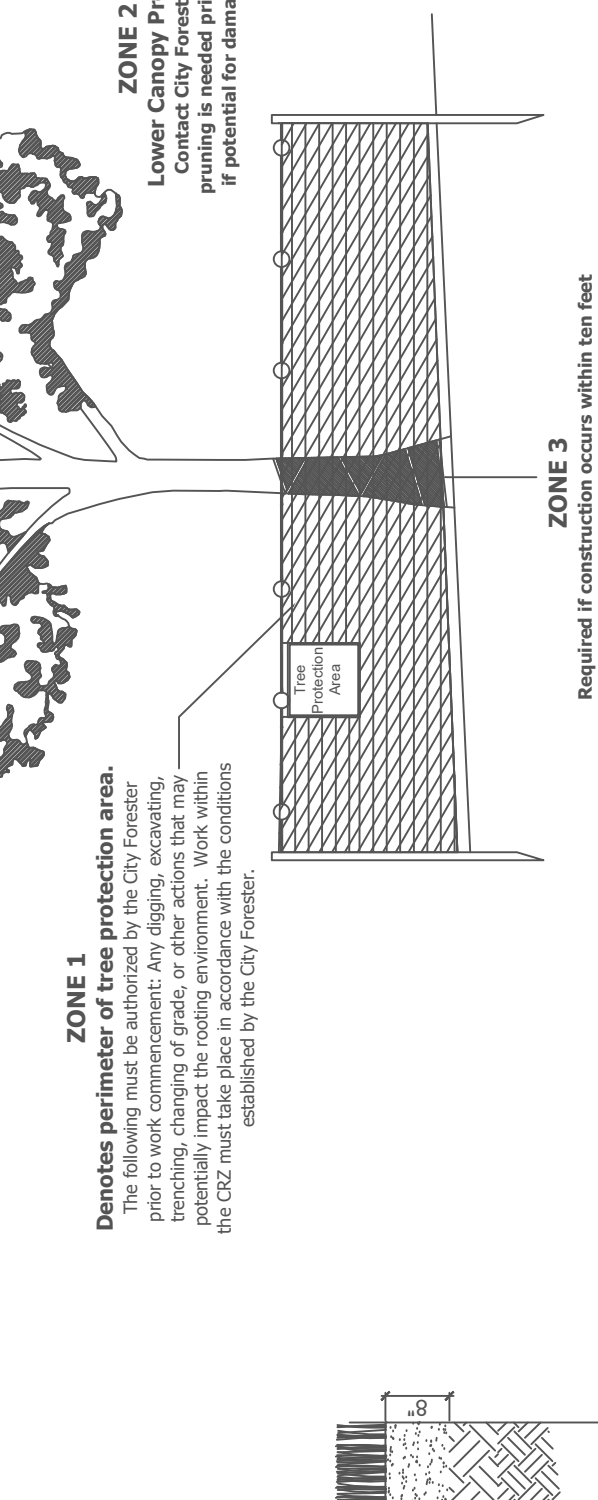 ZONE 1
Denotes perimeter of tree protection area.
The following must be authorized by the City Forester
prior to work commencement: Any digging, excavating,
trenching, changing of grade, or other actions that may
potentially impact the rooting environment. Work within
the CRZ must take place in accordance with the conditions
established by the City Forester.
ZONE 2
Lower Canopy Pr
Contact City Forest
pruning is needed pri
if potential for dama
Tree
Protection
Area
ZONE 3
Required if construction occurs within ten feet
8"